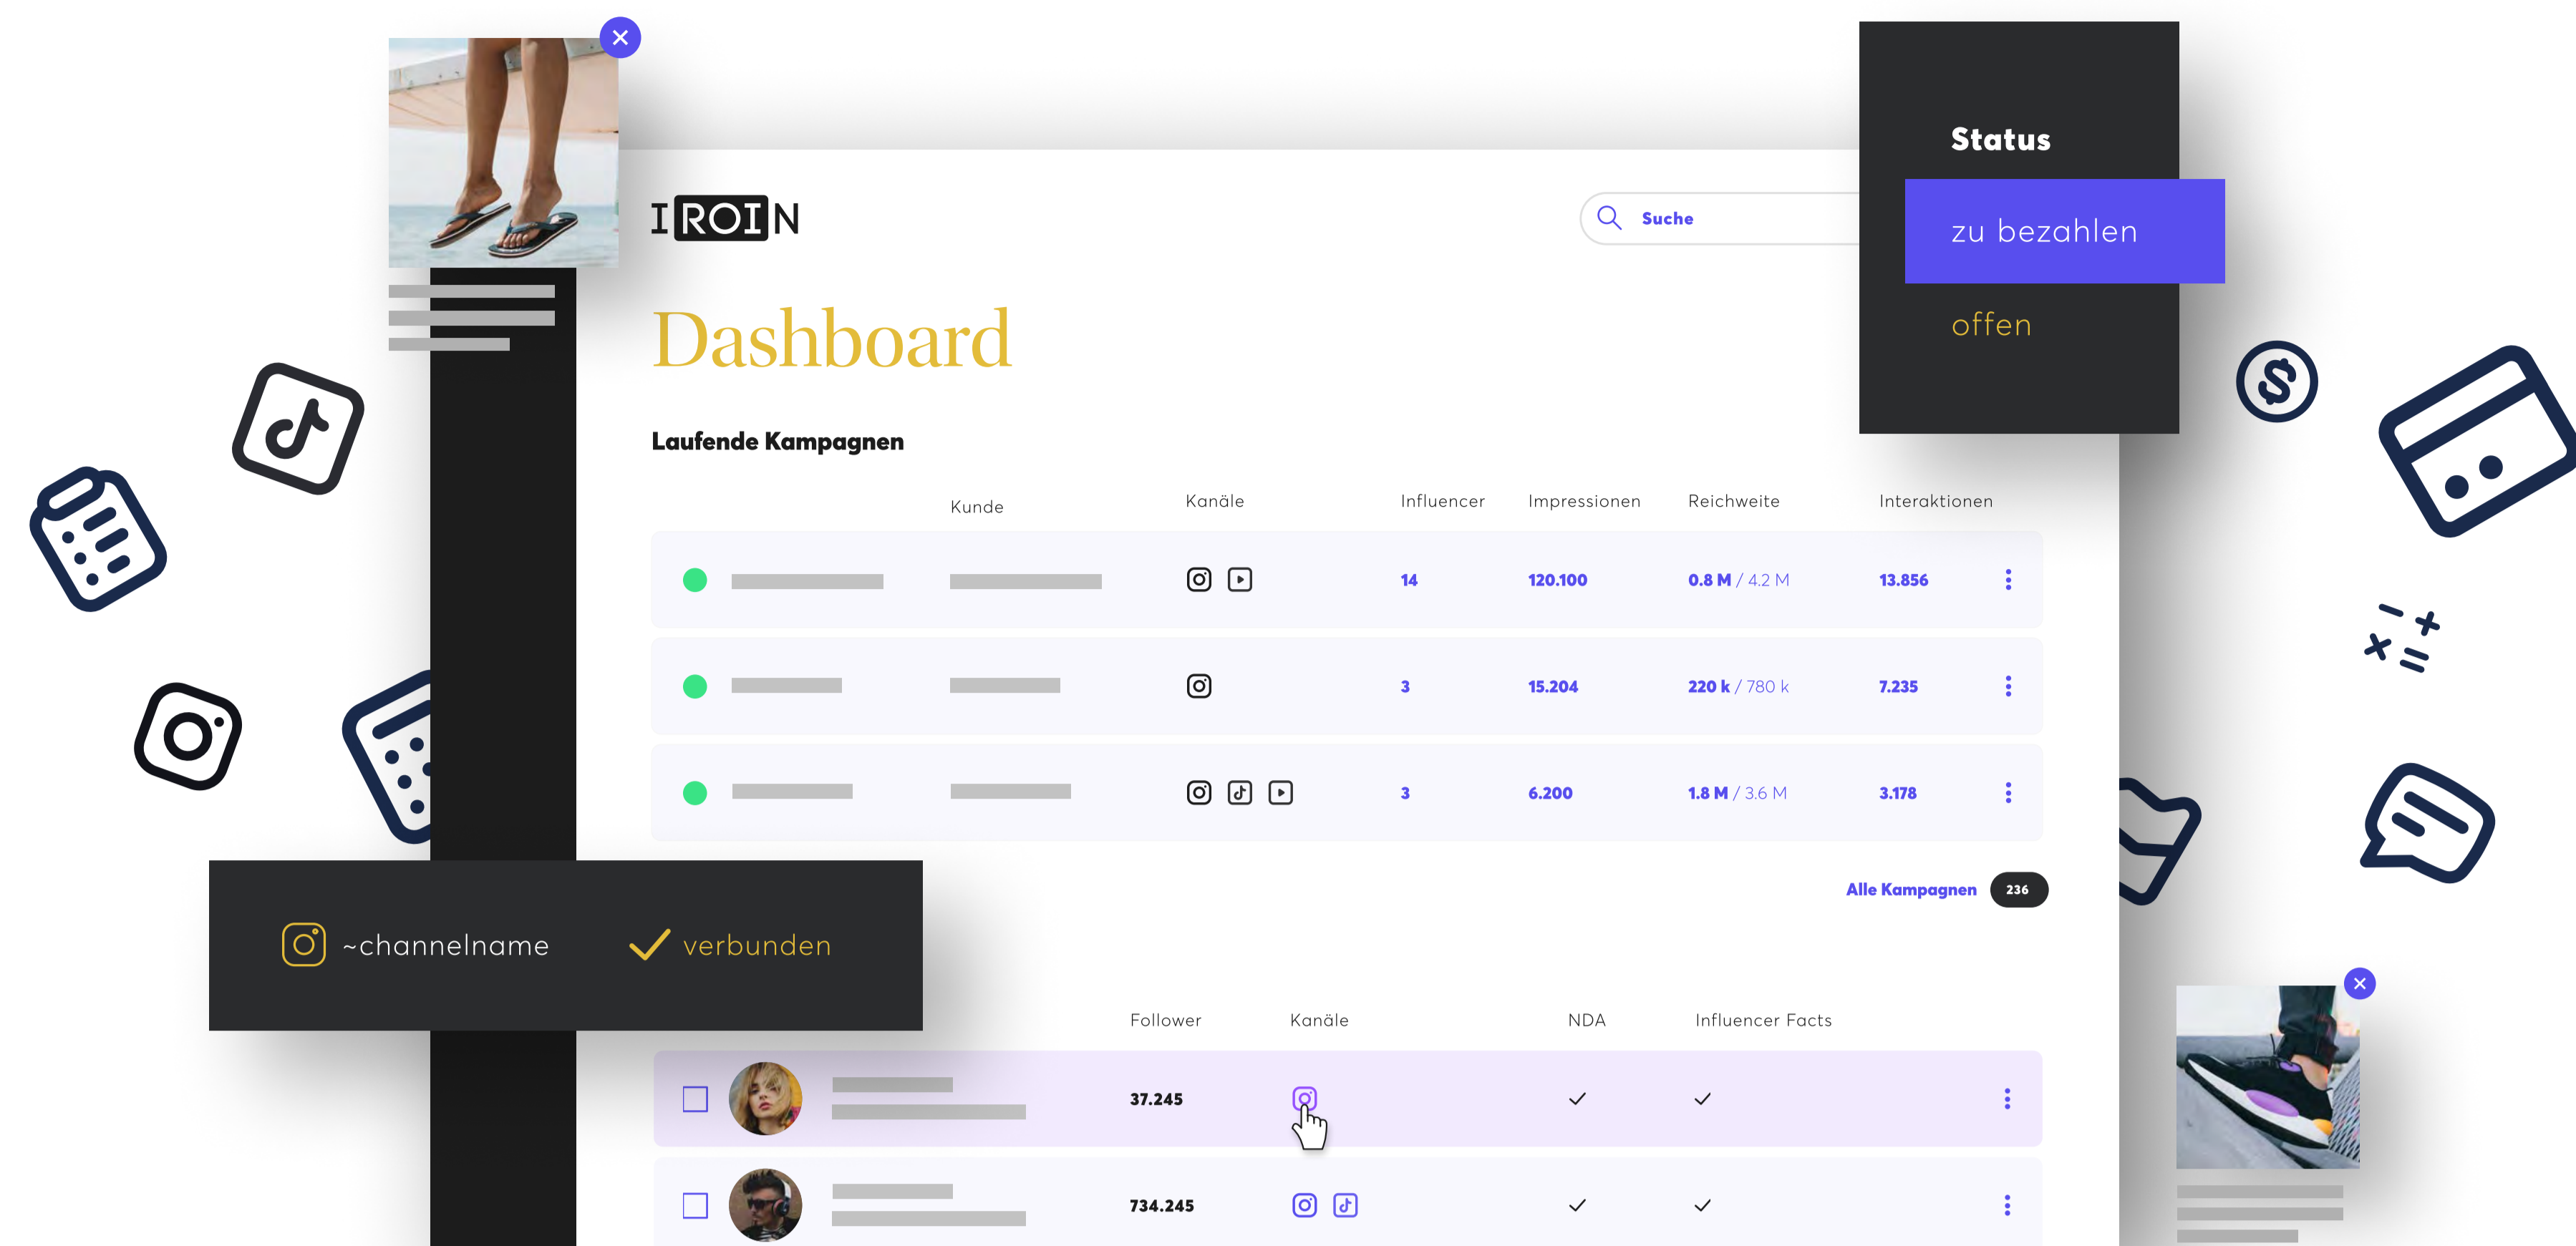 IROIN
Suche
Status
zu bezahlen
offen
Dashboard
Laufende Kampagnen
Kunde Kanäle Influencer Impressionen Reichweite Interaktionen
14 120.100 0.8 M / 4.2 M 13.856
3 15.204 220 k / 780 k 7.235
3 6.200 1.8 M / 3.6 M 3.178
Alle Kampagnen 236
~channelname verbunden
Follower Kanäle NDA Influencer Facts
37.245
734.245